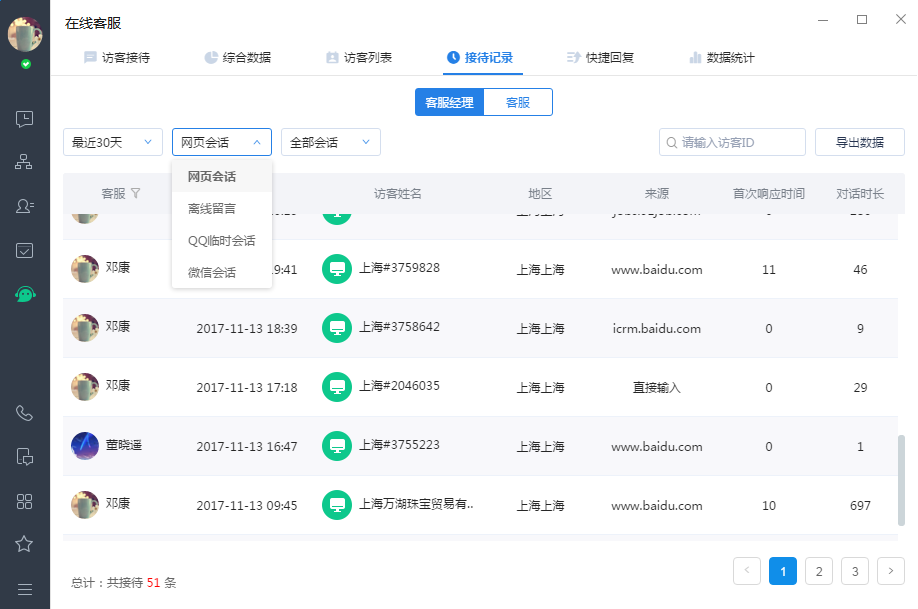 在线客服
访客接待 综合数据 访客列表 接待记录 快捷回复 数据统计
客服经理 客服
最近30天 网页会话 全部会话 请输入访客ID 导出数据
网页会话
离线留言
QQ临时会话
微信会话
客服 访客姓名 地区 来源 首次响应时间 对话时长
邓康 9:41 上海#3759828 上海上海 www.baidu.com 11 46
邓康 2017-11-13 18:39 上海#3758642 上海上海 icrm.baidu.com 0 9
邓康 2017-11-13 17:18 上海#2046035 上海上海 直接输入 0 29
董晓遥 2017-11-13 16:47 上海#3755223 上海上海 www.baidu.com 0 1
邓康 2017-11-13 09:45 上海万湖珠宝贸易有.. 上海上海 www.baidu.com 10 697
总计：共接待 51 条
< 1 2 3 >